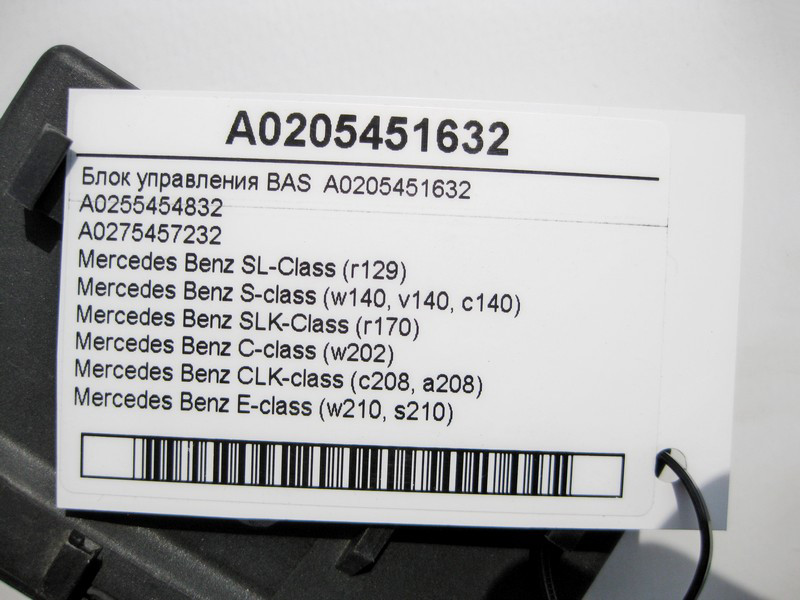 A0205451632
Блок управления BAS A0205451632
A0255454832
A0275457232
Mercedes Benz SL-Class (r129)
Mercedes Benz S-class (w140, v140, c140)
Mercedes Benz SLK-Class (r170)
Mercedes Benz C-class (w202)
Mercedes Benz CLK-class (c208, a208)
Mercedes Benz E-class (w210, s210)